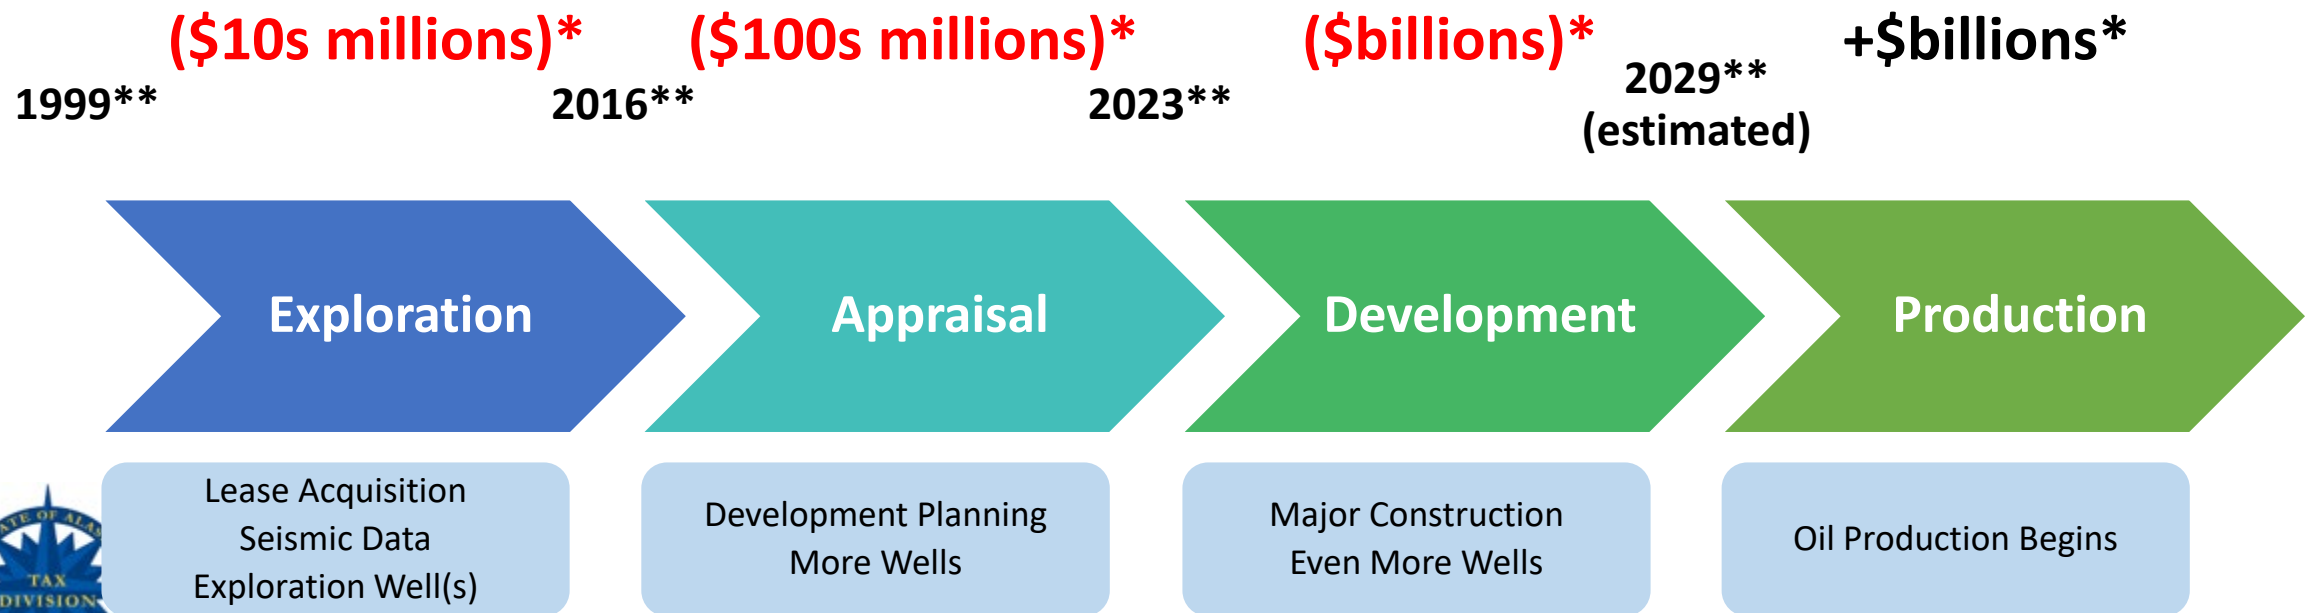 ($10s millions)* ($100s millions)* ($billions)* +$billions*
1999** 2016** 2023** 2029**
(estimated)
Exploration Appraisal Development Production
Lease Acquisition
Seismic Data
Exploration Well(s)
Development Planning
More Wells
Major Construction
Even More Wells
Oil Production Begins
TAX
DIVISION